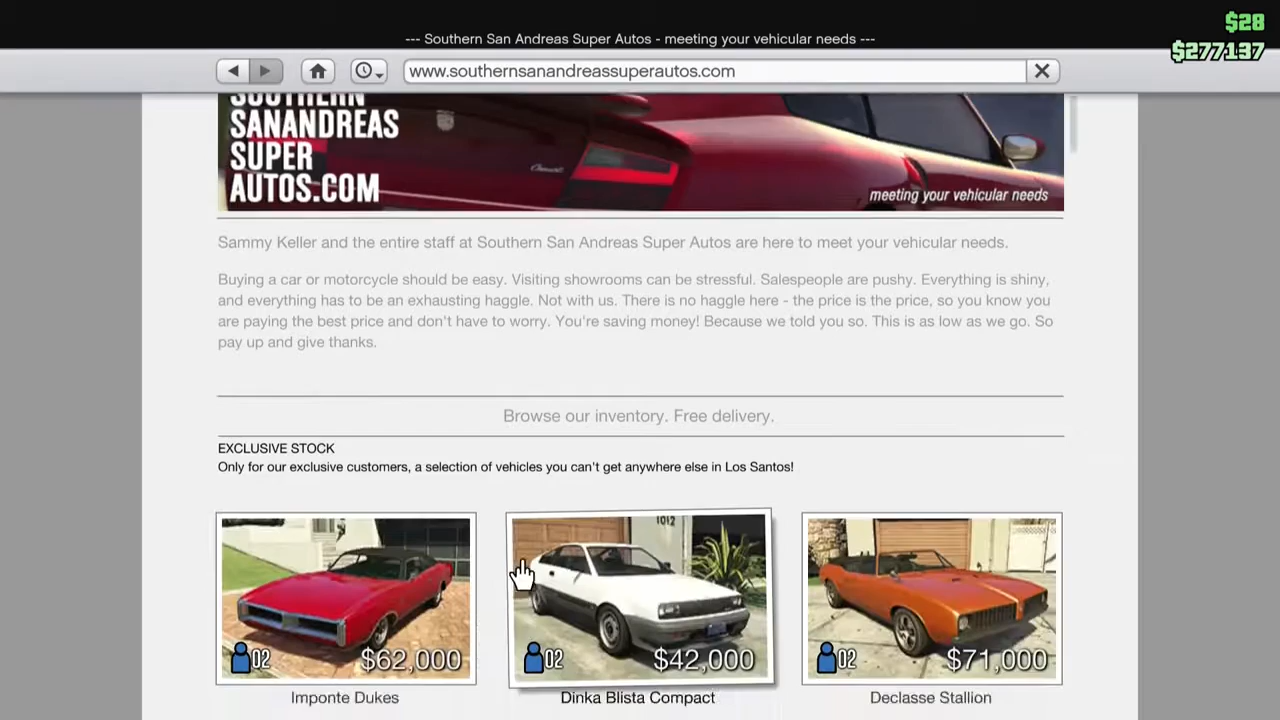 $28
--- Southern San Andreas Super Autos - meeting your vehicular needs ---
$277137
www.southernsanandreassuperautos.com
SOUTHERN
SANANDREAS
SUPER
AUTOS.COM
meeting your vehicular needs
Sammy Keller and the entire staff at Southern San Andreas Super Autos are here to meet your vehicular needs.
Buying a car or motorcycle should be easy. Visiting showrooms can be stressful. Salespeople are pushy. Everything is shiny,
and everything has to be an exhausting haggle. Not with us. There is no haggle here - the price is the price, so you know you
are paying the best price and don't have to worry. You're saving money! Because we told you so. This is as low as we go. So
pay up and give thanks.
Browse our inventory. Free delivery.
EXCLUSIVE STOCK
Only for our exclusive customers, a selection of vehicles you can't get anywhere else in Los Santos!
1012
02 $62,000
02 $42,000
02 $71,000
Imponte Dukes
Dinka Blista Compact
Declasse Stallion